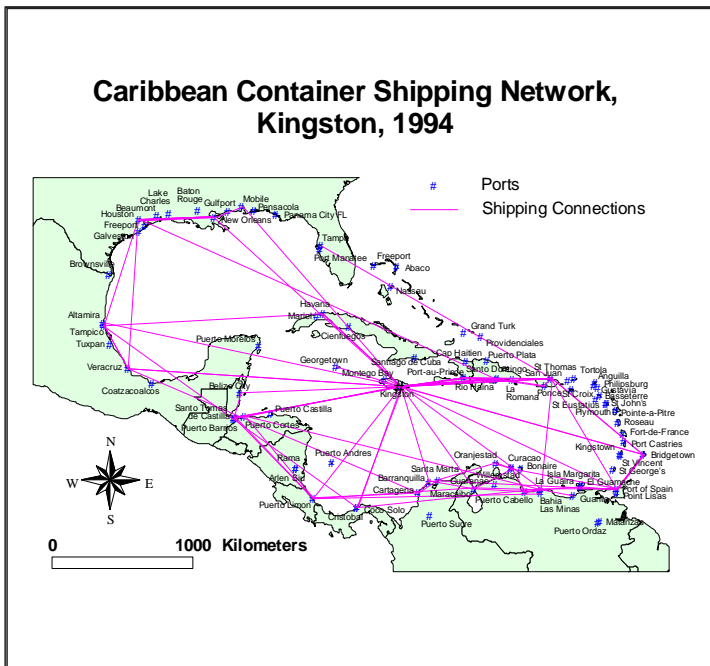 Caribbean Container Shipping Network,
Kingston, 1994
# Ports
Shipping Connections
Lake
Charles
Baton
Rouge
Beaumont
Houston
Freeport
Galveston
Gulfport
Mobile
Pensacola
New Orleans
Panama City FL
Tampa
Port Manatee
Freeport
Abaco
Nassau
Brownsville
Altamira
Tampico
Tuxpan
Veracruz
Coatzacoalcos
Havana
Mariel
Cienfuegos
Puerto Morelos
Georgetown
Montego Bay
Kingston
Santiago de Cuba
Port-au-Prince
Cap Haitien
Puerto Plata
Grand Turk
Providenciales
Santo Domingo
Rio Haina
La
Romana
San Juan
Ponce
St Thomas
Tortola
St Croix
Anguilla
Philipsburg
Gustavia
Basseterre
St Eustatius
St John's
Plymouth
Pointe-a-Pitre
Roseau
Fort-de-France
Port Castries
Kingstown
Bridgetown
St Vincent
St George's
Belize City
Santo Tomas
de Castilla
Puerto Barrios
Puerto Castilla
Puerto Cortes
Puerto Andres
Rama
Arlen Siu
Puerto Limon
Cristobal
Coco Solo
Barranquilla
Cartagena
Santa Marta
Maracaibo
Guaranao
Oranjestad
Willemstad
Curacao
Bonaire
Isla Margarita
La Guaira
El Guamache
Puerto Cabello
Bahia
Las Minas
Guanta
Port of Spain
Point Lisas
Puerto Sucre
Matanzas
Puerto Ordaz
N
W
E
S
0 1000 Kilometers